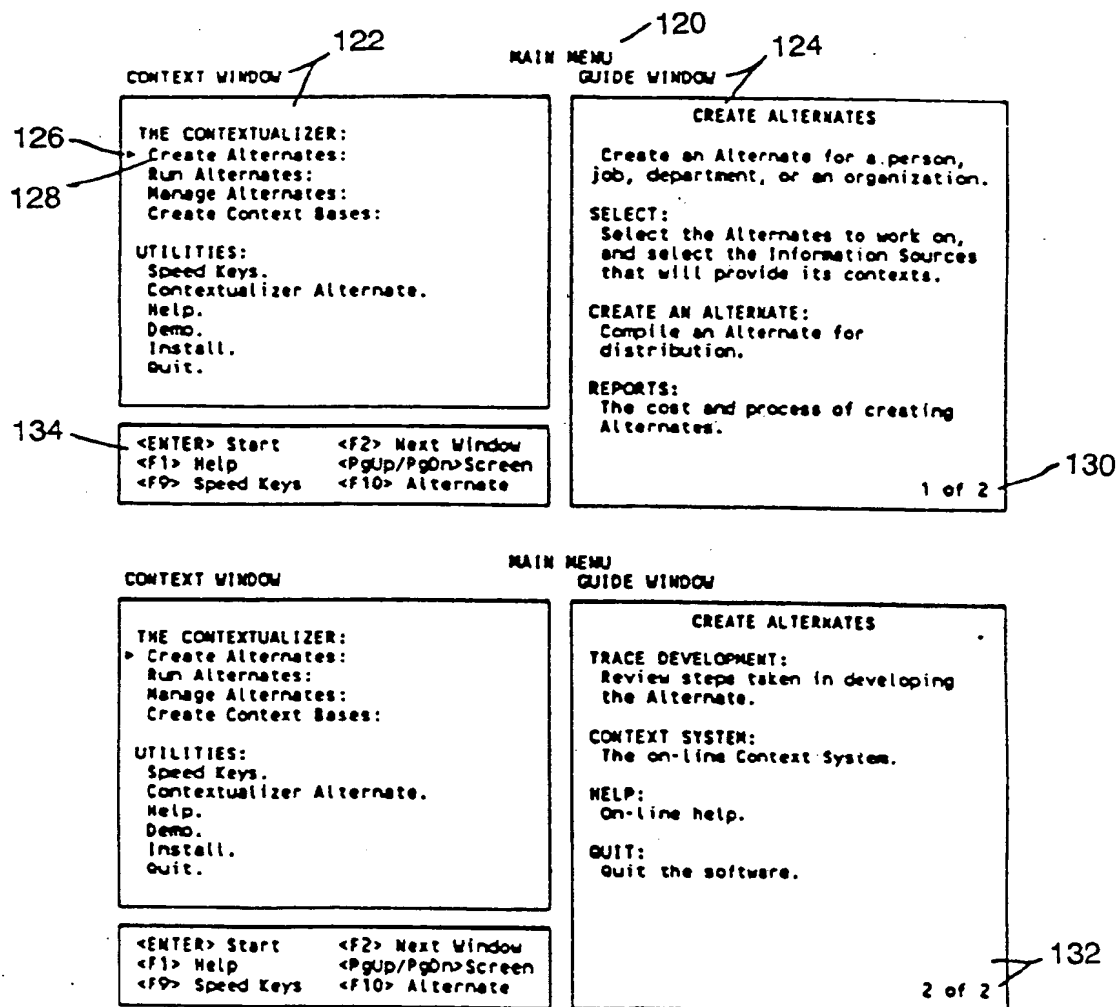 120
122
MAIN MENU
124
CONTEXT WINDOW
GUIDE WINDOW
126
128
THE CONTEXTUALIZER:
Create Alternates:
Run Alternates:
Manage Alternates:
Create Context Bases:
UTILITIES:
Speed Keys.
Contextualizer Alternate.
Help.
Demo.
Install.
Quit.
134
<ENTER> Start <F2> Next Window
<F1> Help <PgUp/PgDn>Screen
<F9> Speed Keys <F10> Alternate
CREATE ALTERNATES
Create an Alternate for a person,
job, department, or an organization.
SELECT:
Select the Alternates to work on,
and select the Information Sources
that will provide its contexts.
CREATE AN ALTERNATE:
Compile an Alternate for
distribution.
REPORTS:
The cost and process of creating
Alternates.
130
1 of 2
MAIN MENU
CONTEXT WINDOW
GUIDE WINDOW
THE CONTEXTUALIZER:
Create Alternates:
Run Alternates:
Manage Alternates:
Create Context Bases:
UTILITIES:
Speed Keys.
Contextualizer Alternate.
Help.
Demo.
Install.
Quit.
<ENTER> Start <F2> Next Window
<F1> Help <PgUp/PgDn>Screen
<F9> Speed Keys <F10> Alternate
CREATE ALTERNATES
TRACE DEVELOPMENT:
Review steps taken in developing
the Alternate.
CONTEXT SYSTEM:
The on-line Context System.
HELP:
On-line help.
QUIT:
Quit the software.
132
2 of 2